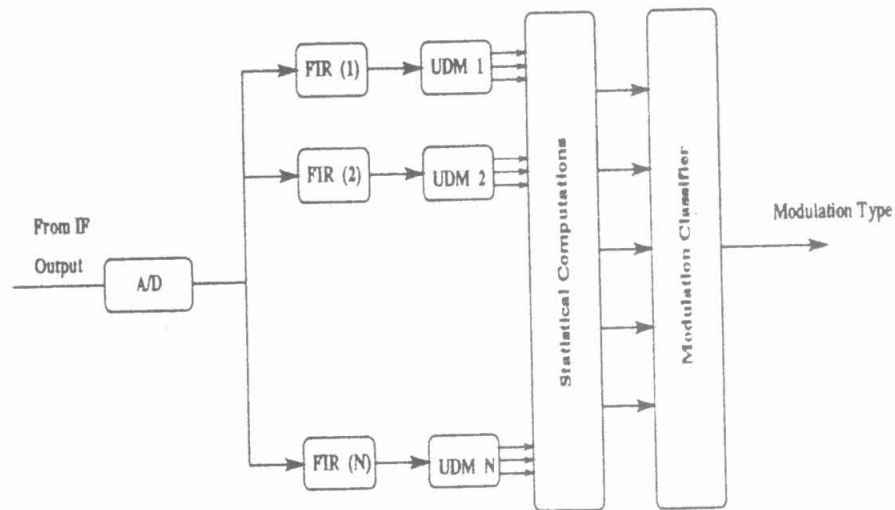 FIR (1)
UDM 1
FIR (2)
UDM 2
From IF
Output
A/D
FIR (N)
UDM N
Statistical Computations
Modulation Classifier
Modulation Type